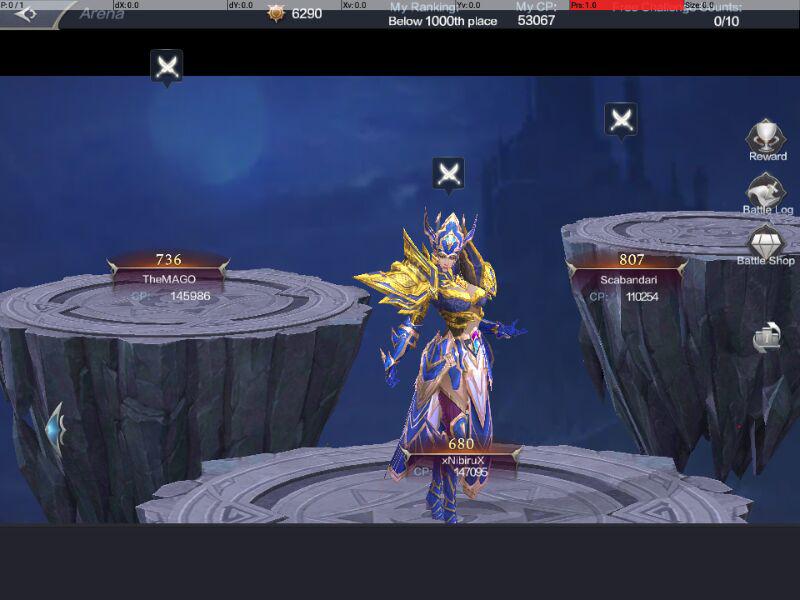 P: 0 / 1
dX: 0.0
dY: 0.0
Xv: 0.0
Yv: 0.0
Prs: 1.0
Size: 0.0
Arena
6290
My Ranking:
Below 1000th place
My CP:
53067
Free Challenge Counts:
0/10
Reward
Battle Log
Battle Shop
736
TheMAGO
CP: 145986
807
Scabandari
CP: 110254
680
xNibiruX
CP: 147095